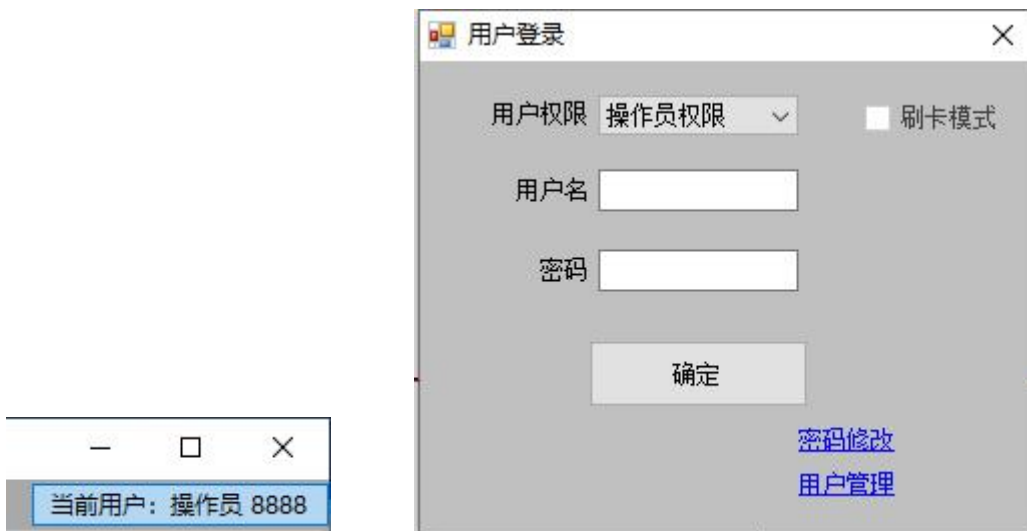 用户登录
用户权限 操作员权限 刷卡模式
用户名
密码
确定
密码修改
用户管理
当前用户：操作员 8888